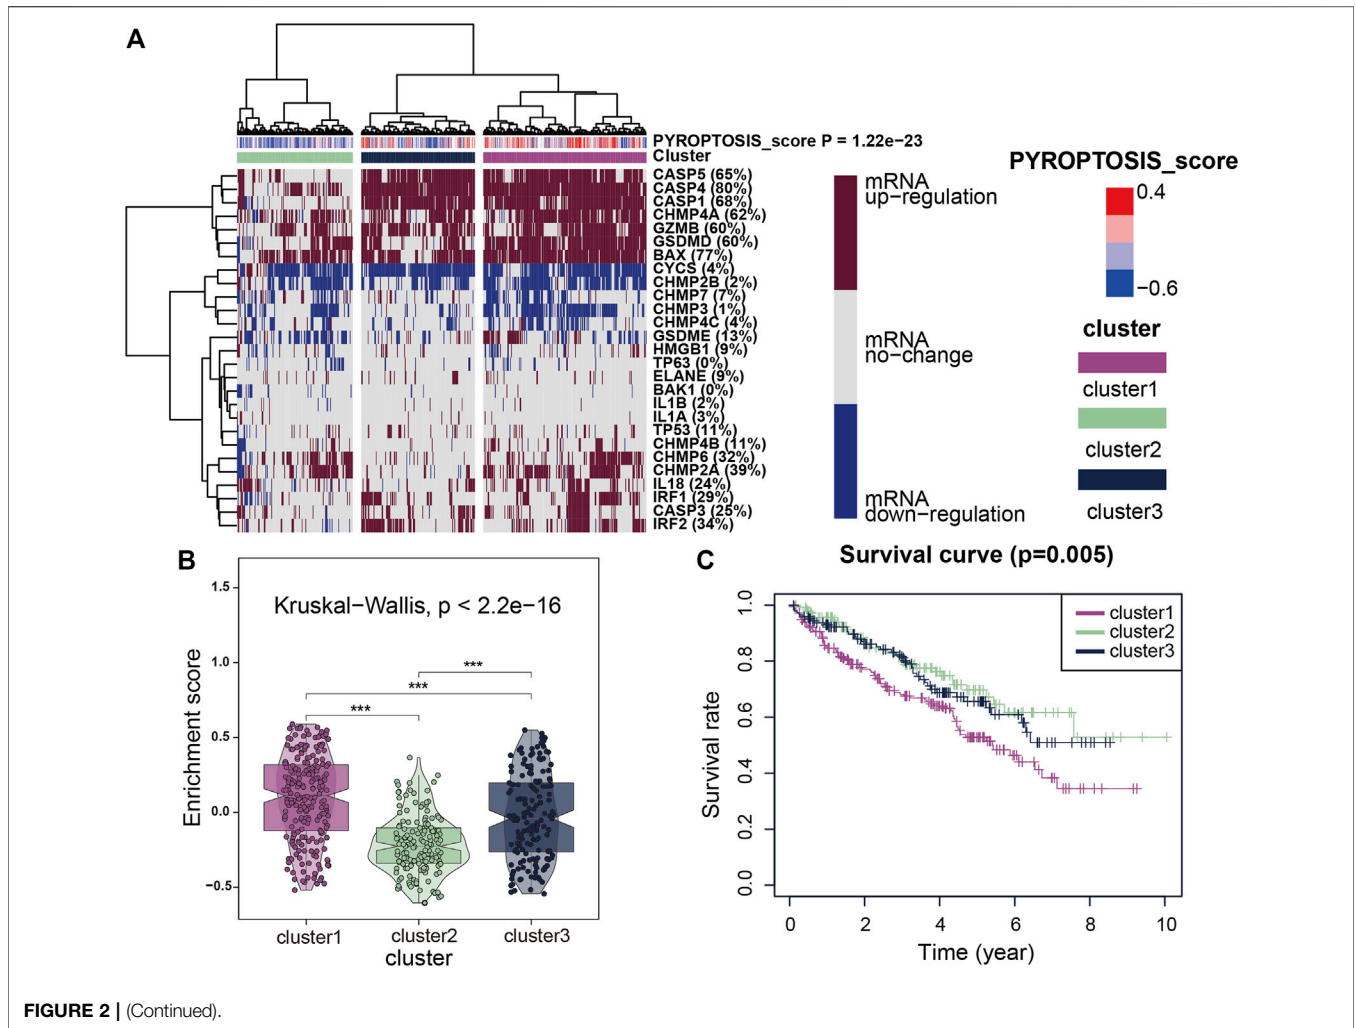 A
PYROPTOSIS_score P = 1.22e−23
Cluster
CASP5 (65%)
CASP4 (80%)
CASP1 (68%)
CHMP4A (62%)
GZMB (60%)
GSDMD (60%)
BAX (77%)
CYCS (4%)
CHMP2B (2%)
CHMP7 (7%)
CHMP3 (1%)
CHMP4C (4%)
GSDME (13%)
HMGB1 (9%)
TP63 (0%)
ELANE (9%)
BAK1 (0%)
IL1B (2%)
IL1A (3%)
TP53 (11%)
CHMP4B (11%)
CHMP6 (32%)
CHMP2A (39%)
IL18 (24%)
IRF1 (29%)
CASP3 (25%)
IRF2 (34%)
mRNA
up−regulation
mRNA
no−change
mRNA
down−regulation
PYROPTOSIS_score
0.4
−0.6
cluster
cluster1
cluster2
cluster3
B
Kruskal−Wallis, p < 2.2e−16
***
***
***
Enrichment score
1.5
1.0
0.5
0.0
−0.5
cluster1 cluster2 cluster3
cluster
C
Survival curve (p=0.005)
cluster1
cluster2
cluster3
Survival rate
1.0
0.8
0.6
0.4
0.2
0.0
0 2 4 6 8 10
Time (year)
FIGURE 2 | (Continued).